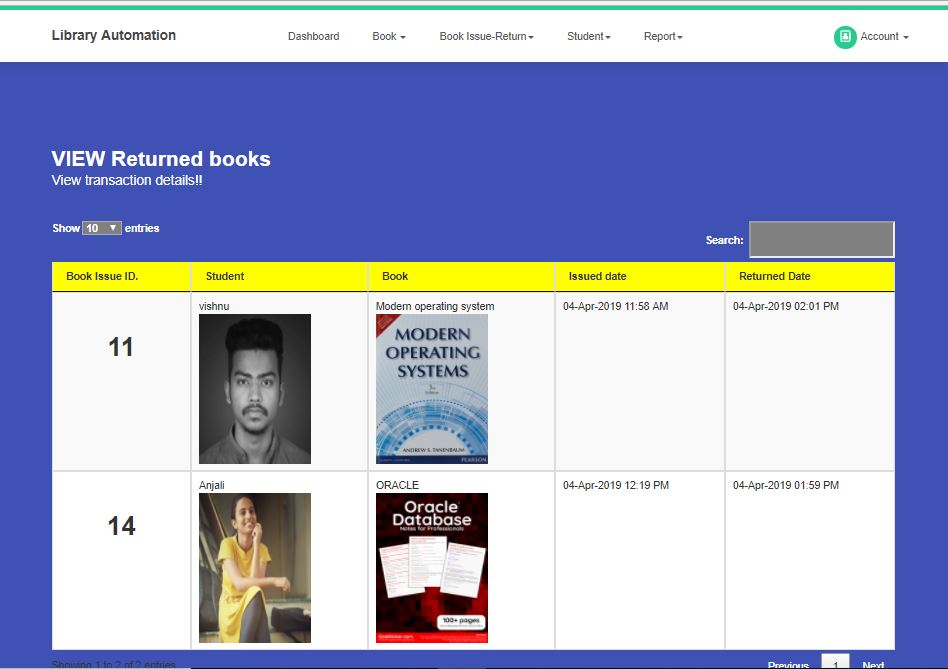 Library Automation
Dashboard
Book
Book Issue-Return
Student
Report
Account
VIEW Returned books
View transaction details!!
Show 10 entries
Search:
Book Issue ID.
Student
Book
Issued date
Returned Date
11
vishnu
Modern operating system
MODERN
OPERATING
SYSTEMS
3re
Edition
ANDREW S. TANENBAUM
PEARSON
04-Apr-2019 11:58 AM
04-Apr-2019 02:01 PM
14
Anjali
ORACLE
Oracle
Database
Notes for Professionals
100+ pages
GoalKicker.com
04-Apr-2019 12:19 PM
04-Apr-2019 01:59 PM
Showing 1 to 2 of 2 entries
Previous
1
Next